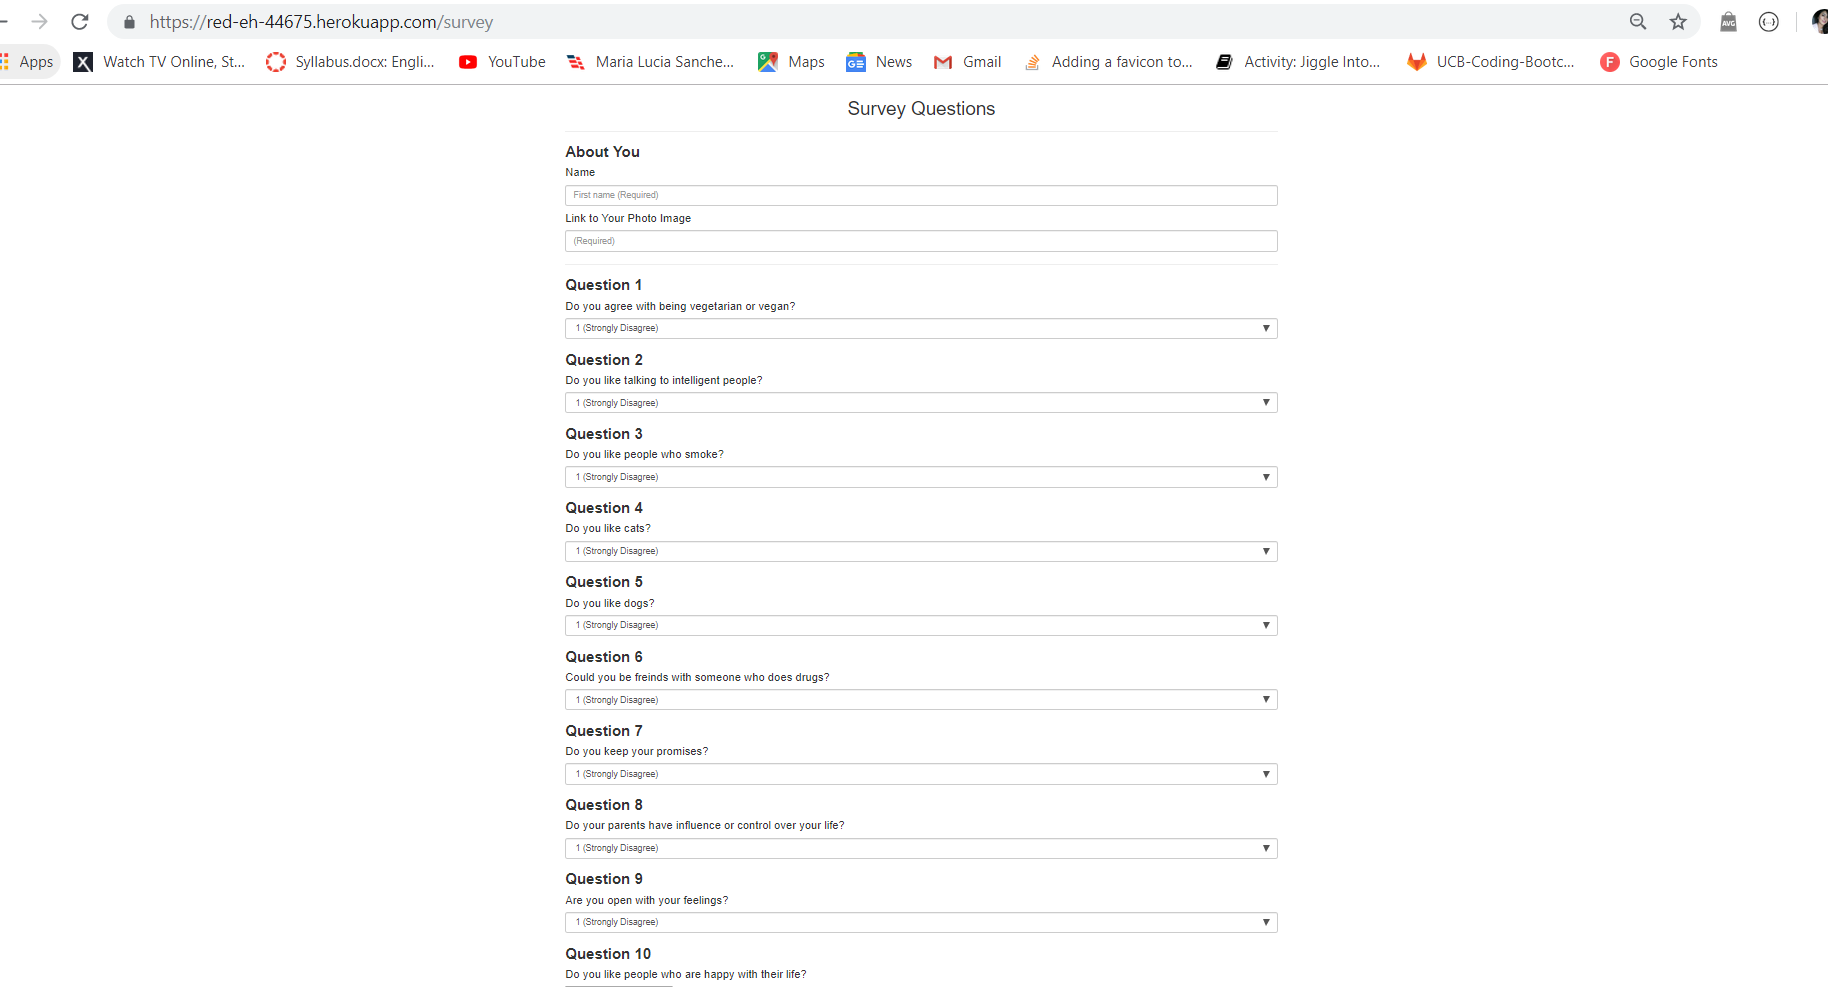 https://red-eh-44675.herokuapp.com/survey
AVG
Apps
X Watch TV Online, St...
Syllabus.docx: Engli...
YouTube
Maria Lucia Sanche...
Maps
GE News
Gmail
Adding a favicon to...
Activity: Jiggle Into...
UCB-Coding-Bootc...
F Google Fonts
Survey Questions
About You
Name
First name (Required)
Link to Your Photo Image
(Required)
Question 1
Do you agree with being vegetarian or vegan?
1 (Strongly Disagree)
Question 2
Do you like talking to intelligent people?
1 (Strongly Disagree)
Question 3
Do you like people who smoke?
1 (Strongly Disagree)
Question 4
Do you like cats?
1 (Strongly Disagree)
Question 5
Do you like dogs?
1 (Strongly Disagree)
Question 6
Could you be freinds with someone who does drugs?
1 (Strongly Disagree)
Question 7
Do you keep your promises?
1 (Strongly Disagree)
Question 8
Do your parents have influence or control over your life?
1 (Strongly Disagree)
Question 9
Are you open with your feelings?
1 (Strongly Disagree)
Question 10
Do you like people who are happy with their life?